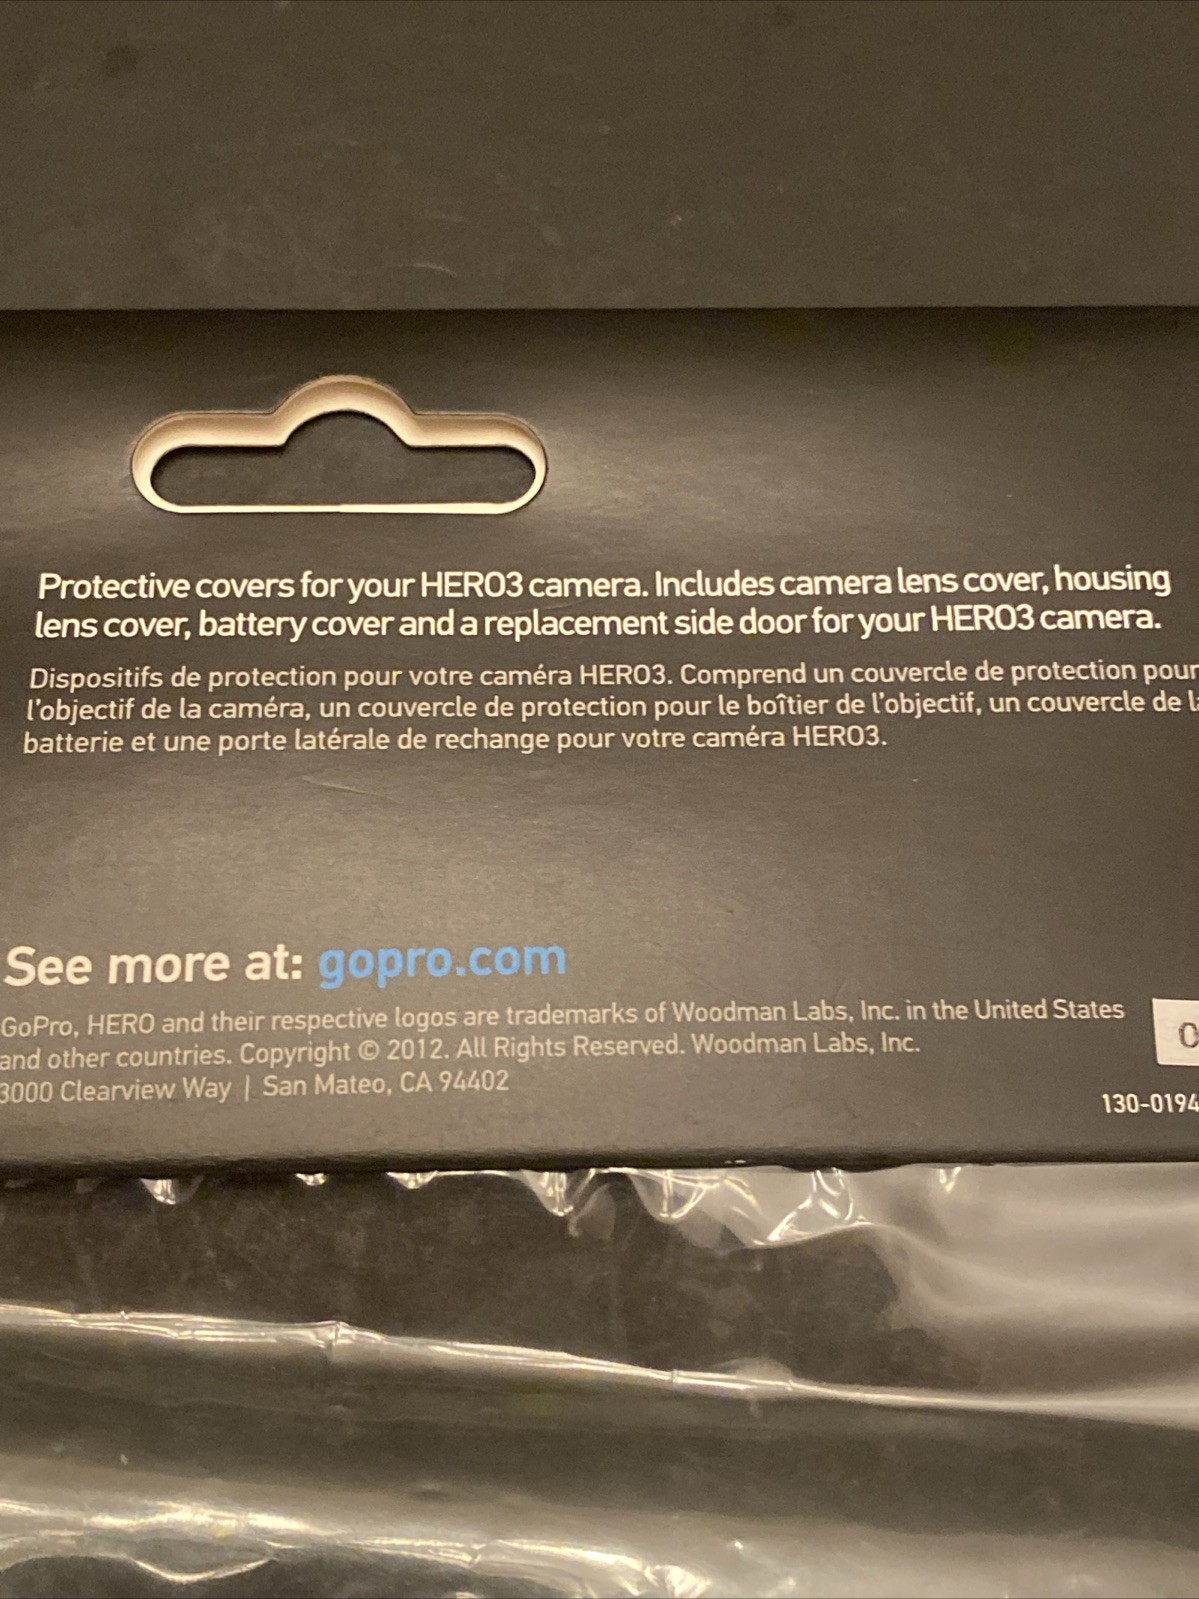 Protective covers for your HERO3 camera. Includes camera lens cover, housing
lens cover, battery cover and a replacement side door for your HERO3 camera.
Dispositifs de protection pour votre caméra HERO3. Comprend un couvercle de protection pour
l'objectif de la caméra, un couvercle de protection pour le boîtier de l'objectif, un couvercle de la
batterie et une porte latérale de rechange pour votre caméra HERO3.
See more at: gopro.com
GoPro, HERO and their respective logos are trademarks of Woodman Labs, Inc. in the United States
and other countries. Copyright © 2012. All Rights Reserved. Woodman Labs, Inc.
3000 Clearview Way | San Mateo, CA 94402
130-0194